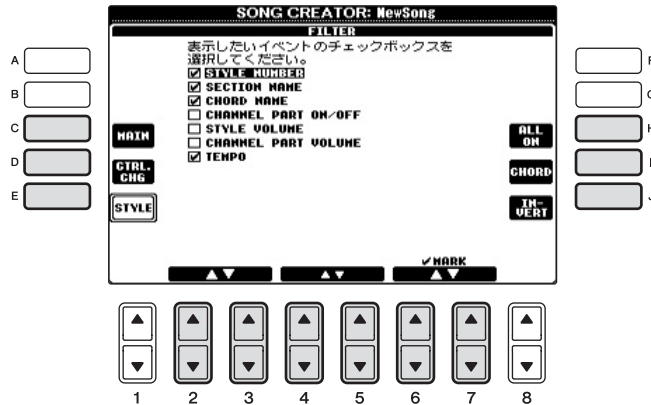 SONG CREATOR: NewSong
FILTER
表示したいイベントのチェックボックスを
選択してください。
STYLE NUMBER
SECTION NAME
CHORD NAME
CHANNEL PART ON/OFF
STYLE VOLUME
CHANNEL PART VOLUME
TEMPO
A
B
C
D
E
MAIN
CTRL.
CHG
STYLE
ALL
ON
CHORD
IN-
VERT
MARK
1 2 3 4 5 6 7 8